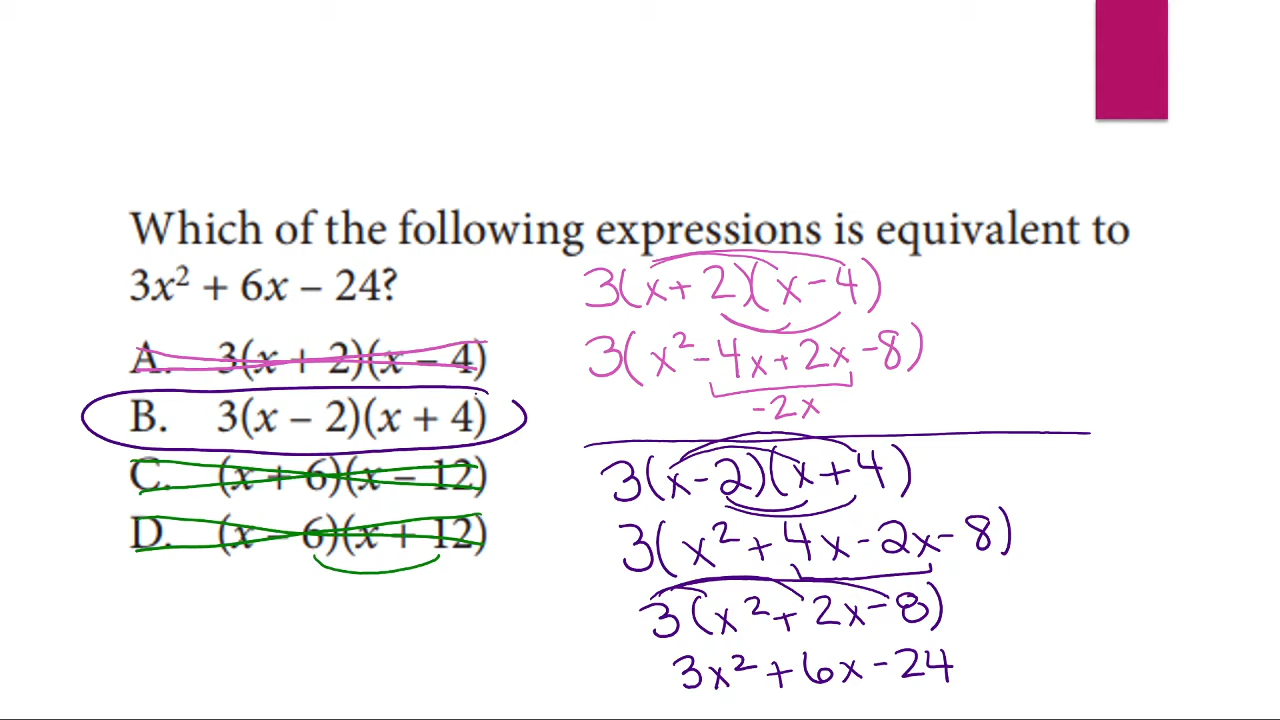 Which of the following expressions is equivalent to
3x² + 6x – 24?
A. 3(x + 2)(x – 4)
B. 3(x – 2)(x + 4)
C. (x + 6)(x – 12)
D. (x – 6)(x + 12)
3(x+2)(x-4)
3(x²-4x+2x-8)
-2x
3(x-2)(x+4)
3(x²+4x-2x-8)
3(x²+2x-8)
3x²+6x-24